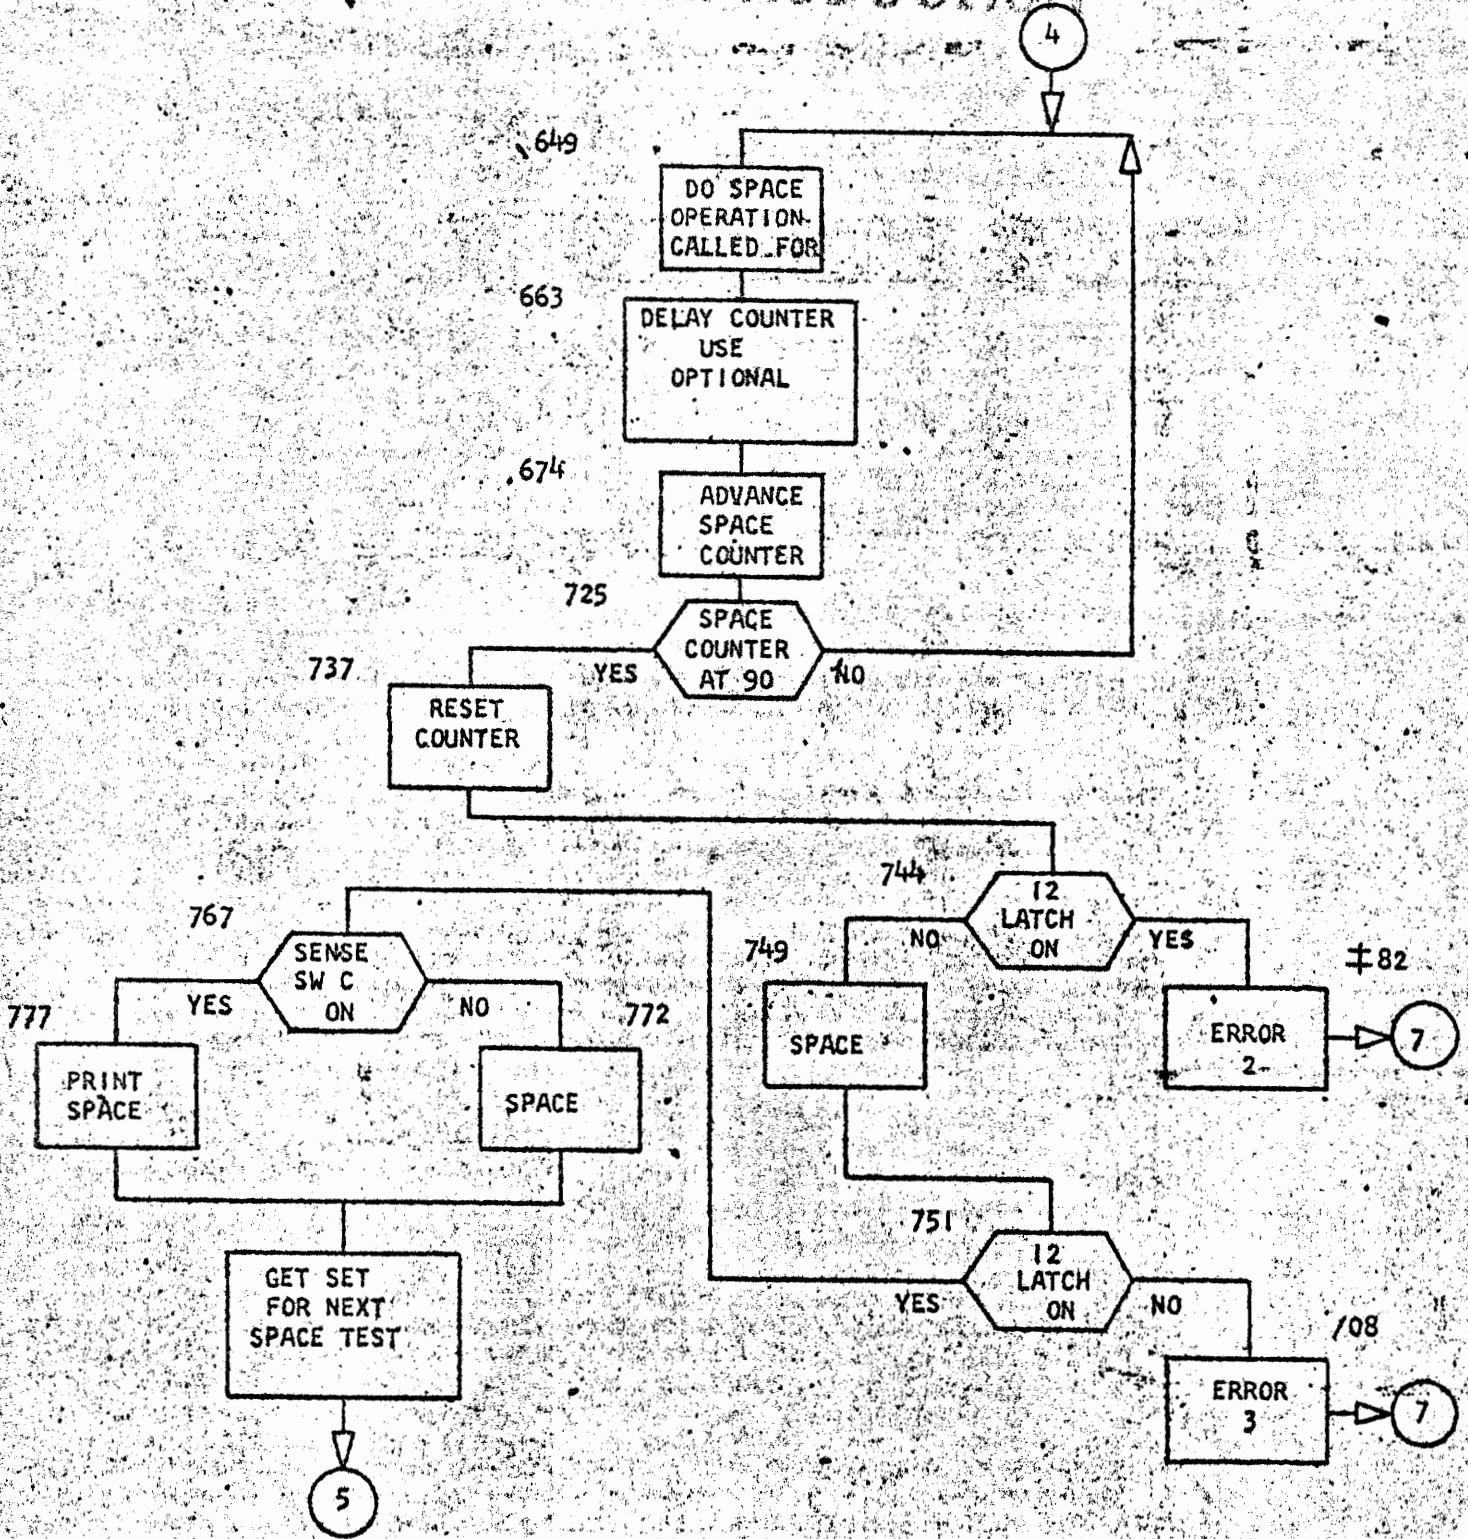 4
649
DO SPACE
OPERATION
CALLED FOR
663
DELAY COUNTER
USE
OPTIONAL
674
ADVANCE
SPACE
COUNTER
725
SPACE
COUNTER
AT 90
YES
NO
737
RESET
COUNTER
744
12
LATCH
ON
NO
YES
767
SENSE
SW C
ON
YES
NO
749
SPACE
‡82
ERROR
2
7
777
PRINT
SPACE
772
SPACE
751
12
LATCH
ON
YES
NO
GET SET
FOR NEXT
SPACE TEST
/08
ERROR
3
7
5